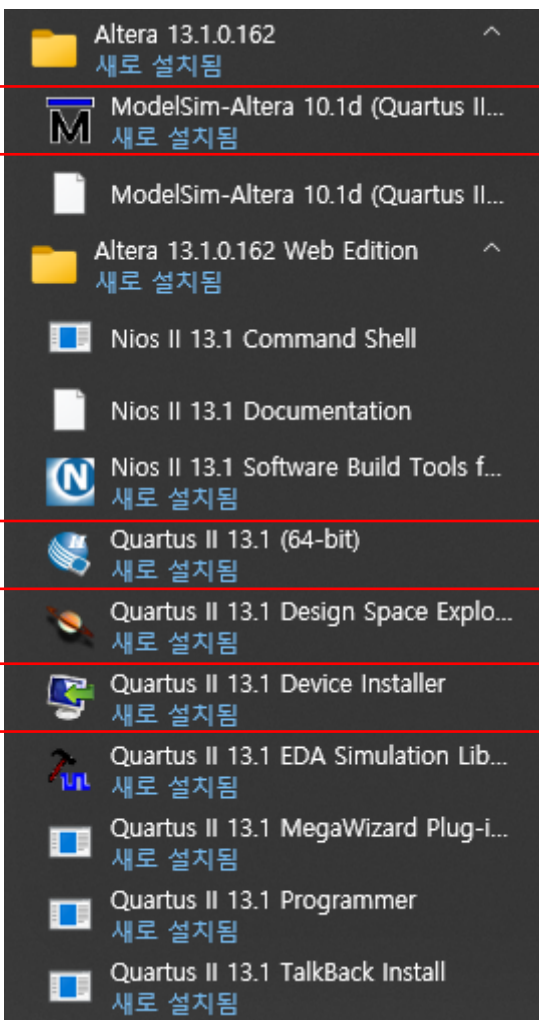 Altera 13.1.0.162
새로 설치됨
ModelSim-Altera 10.1d (Quartus II...
새로 설치됨
ModelSim-Altera 10.1d (Quartus II...
Altera 13.1.0.162 Web Edition
새로 설치됨
Nios II 13.1 Command Shell
Nios II 13.1 Documentation
Nios II 13.1 Software Build Tools f...
새로 설치됨
Quartus II 13.1 (64-bit)
새로 설치됨
Quartus II 13.1 Design Space Explo...
새로 설치됨
Quartus II 13.1 Device Installer
새로 설치됨
Quartus II 13.1 EDA Simulation Lib...
새로 설치됨
Quartus II 13.1 MegaWizard Plug-i...
새로 설치됨
Quartus II 13.1 Programmer
새로 설치됨
Quartus II 13.1 TalkBack Install
새로 설치됨